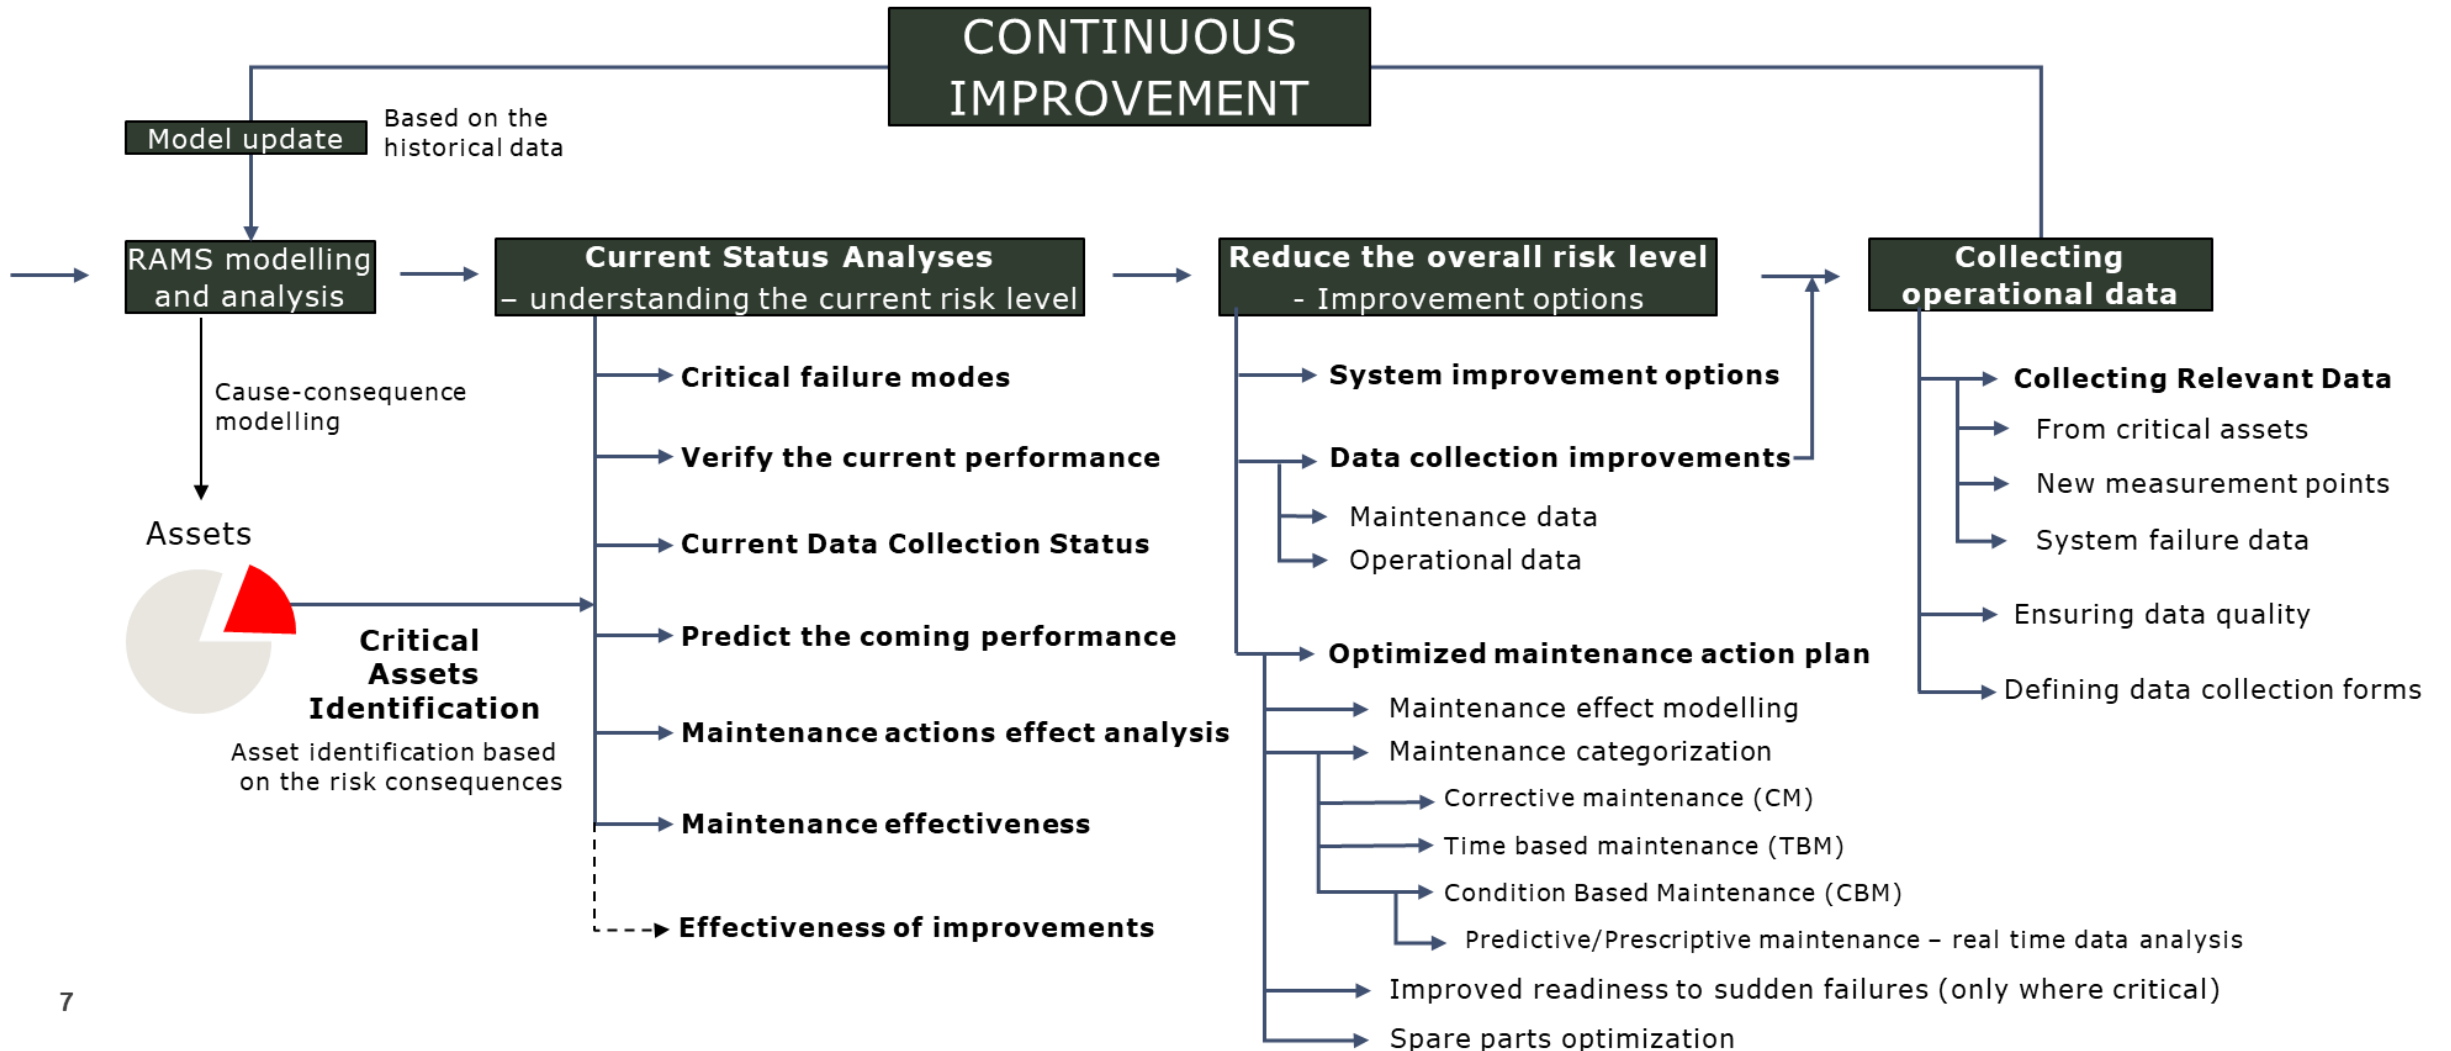 CONTINUOUS
IMPROVEMENT
Model update
Based on the
historical data
RAMS modelling
and analysis
Cause-consequence
modelling
Assets
Critical
Assets
Identification
Asset identification based
on the risk consequences
Current Status Analyses
– understanding the current risk level
Critical failure modes
Verify the current performance
Current Data Collection Status
Predict the coming performance
Maintenance actions effect analysis
Maintenance effectiveness
Effectiveness of improvements
Reduce the overall risk level
- Improvement options
System improvement options
Data collection improvements
Maintenance data
Operational data
Optimized maintenance action plan
Maintenance effect modelling
Maintenance categorization
Corrective maintenance (CM)
Time based maintenance (TBM)
Condition Based Maintenance (CBM)
Predictive/Prescriptive maintenance – real time data analysis
Improved readiness to sudden failures (only where critical)
Spare parts optimization
Collecting
operational data
Collecting Relevant Data
From critical assets
New measurement points
System failure data
Ensuring data quality
Defining data collection forms
7